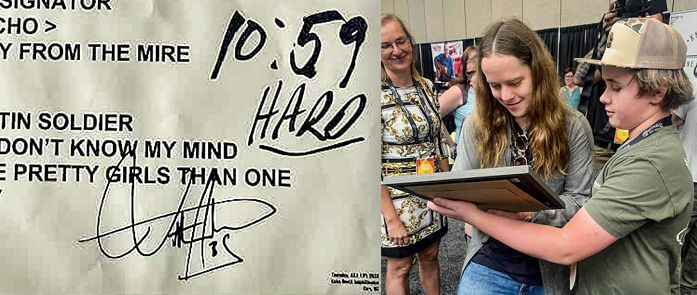 SIGNATOR
CHO >
Y FROM THE MIRE
10:59
HARD
TIN SOLDIER
DON'T KNOW MY MIND
E PRETTY GIRLS THAN ONE